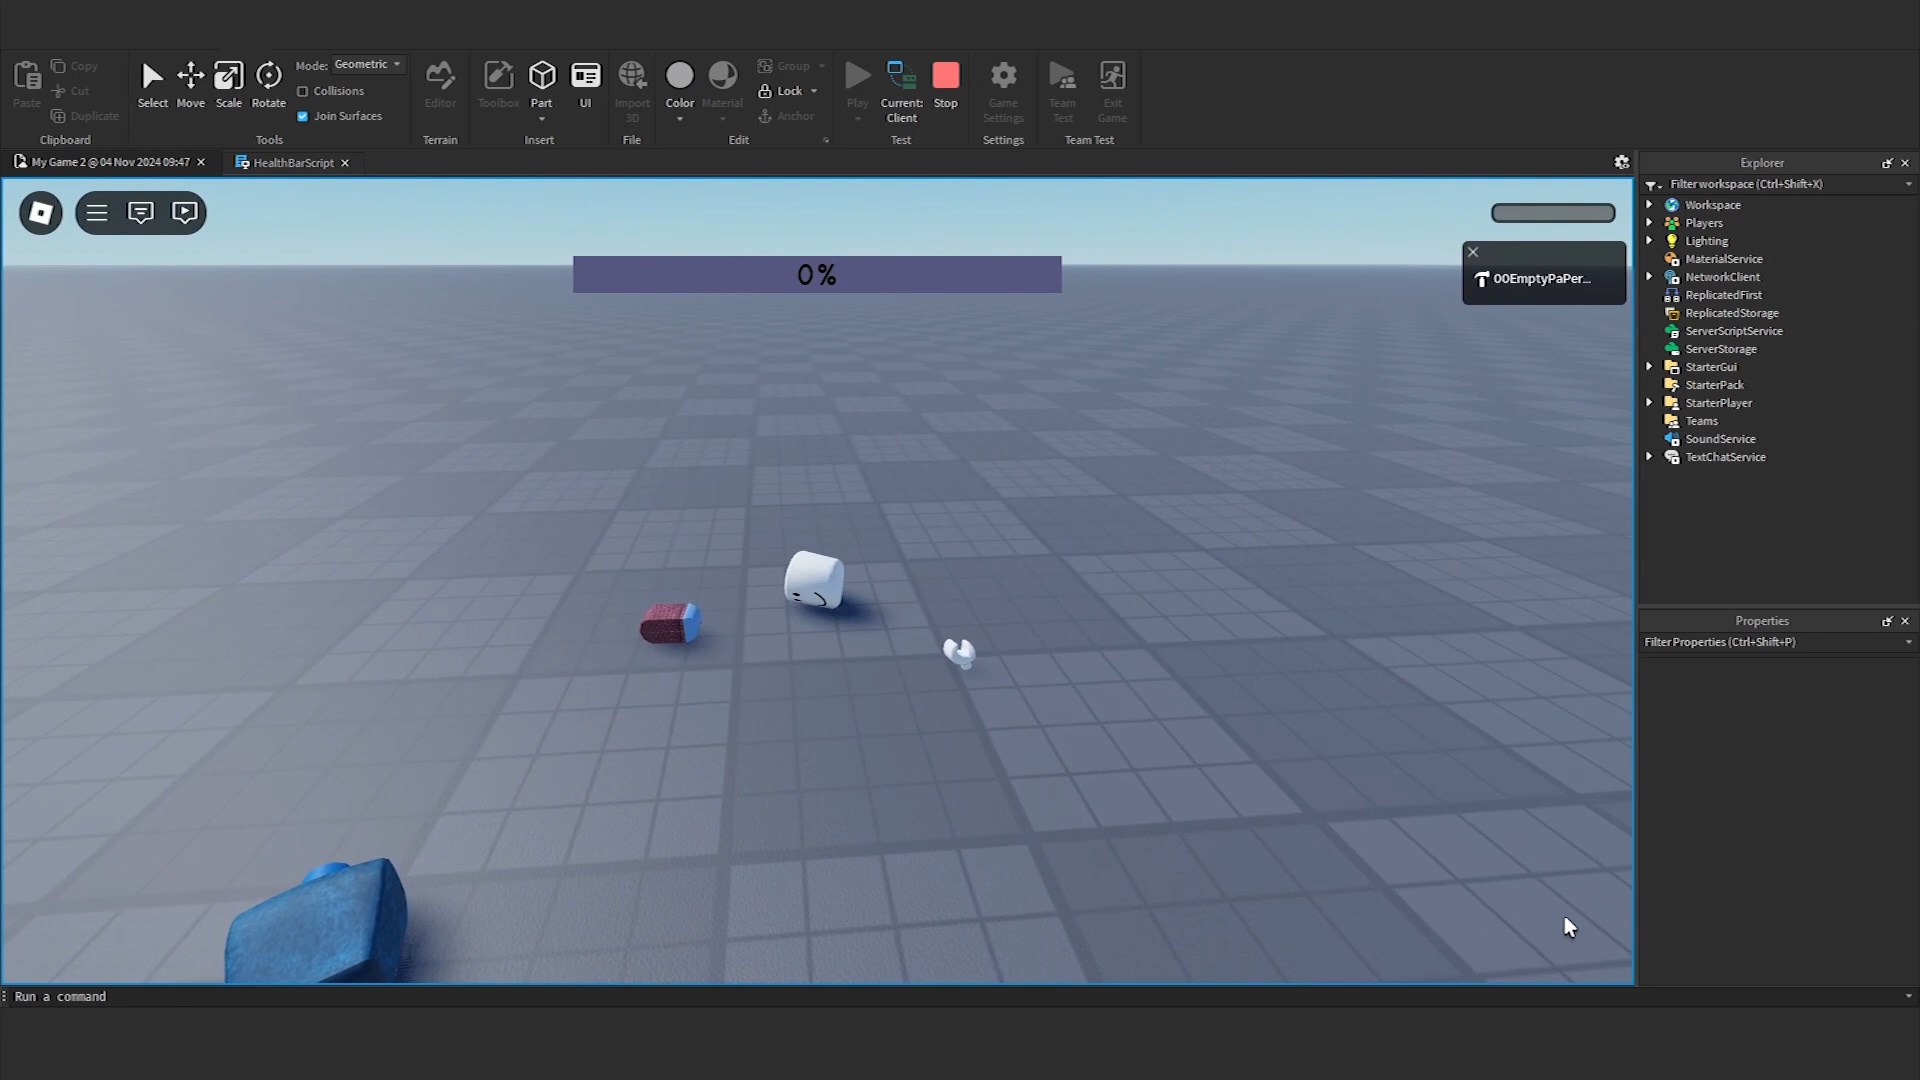 Paste
Copy
Cut
Duplicate
Clipboard
Select
Move
Scale
Rotate
Mode: Geometric
Collisions
Join Surfaces
Tools
Editor
Terrain
Toolbox
Part
UI
Insert
Import
3D
File
Color
Material
Group
Lock
Anchor
Edit
Play
Current:
Client
Stop
Test
Game
Settings
Settings
Team
Test
Exit
Game
Team Test
My Game 2 @ 04 Nov 2024 09:47
HealthBarScript
0%
00EmptyPaPer...
Explorer
Filter workspace (Ctrl+Shift+X)
Workspace
Players
Lighting
MaterialService
NetworkClient
ReplicatedFirst
ReplicatedStorage
ServerScriptService
ServerStorage
StarterGui
StarterPack
StarterPlayer
Teams
SoundService
TextChatService
Properties
Filter Properties (Ctrl+Shift+P)
Run a command